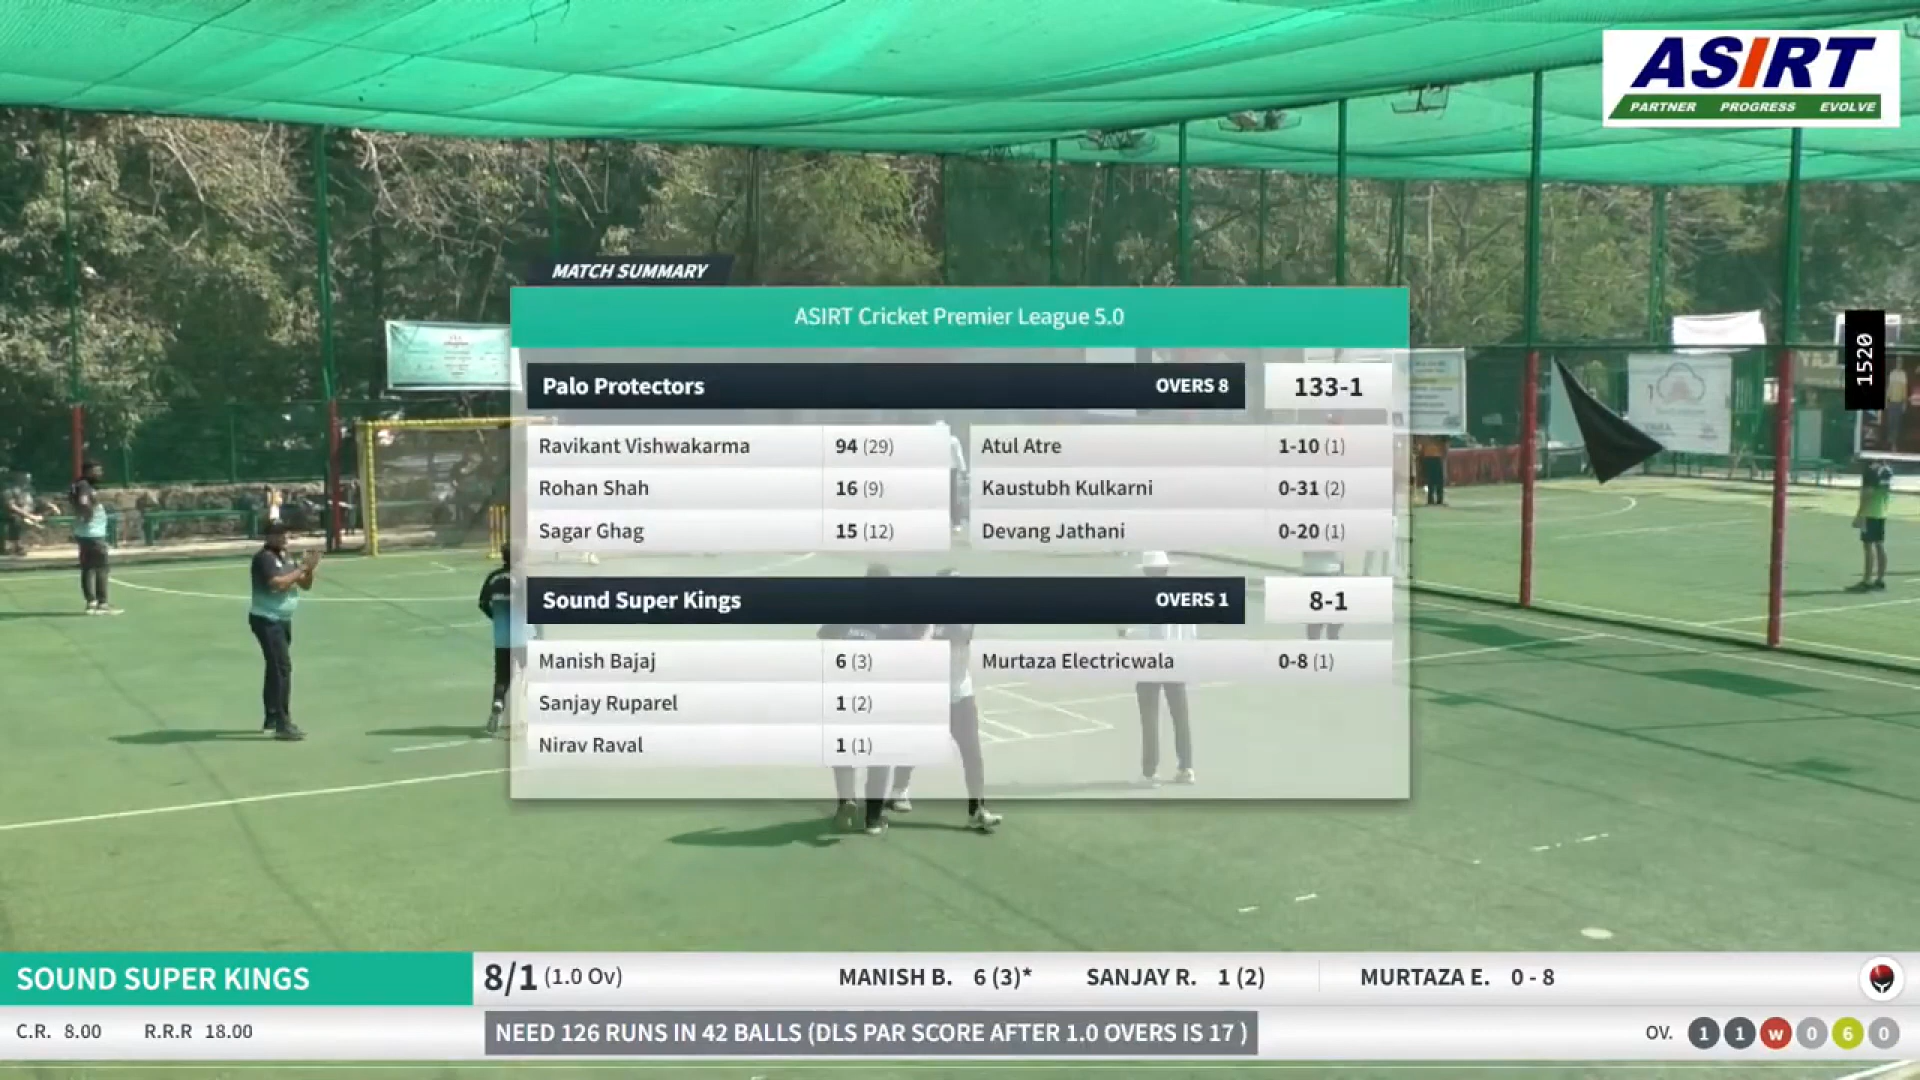 ASIRT
PARTNER PROGRESS EVOLVE
MATCH SUMMARY
ASIRT Cricket Premier League 5.0
1520
Palo Protectors OVERS 8 133-1
Ravikant Vishwakarma 94 (29) Atul Atre 1-10 (1)
Rohan Shah 16 (9) Kaustubh Kulkarni 0-31 (2)
Sagar Ghag 15 (12) Devang Jathani 0-20 (1)
Sound Super Kings OVERS 1 8-1
Manish Bajaj 6 (3) Murtaza Electricwala 0-8 (1)
Sanjay Ruparel 1 (2)
Nirav Raval 1 (1)
SOUND SUPER KINGS 8/1 (1.0 Ov) MANISH B. 6 (3)* SANJAY R. 1 (2) MURTAZA E. 0 - 8
C.R. 8.00 R.R.R 18.00 NEED 126 RUNS IN 42 BALLS (DLS PAR SCORE AFTER 1.0 OVERS IS 17 ) OV. 1 1 W 0 6 0